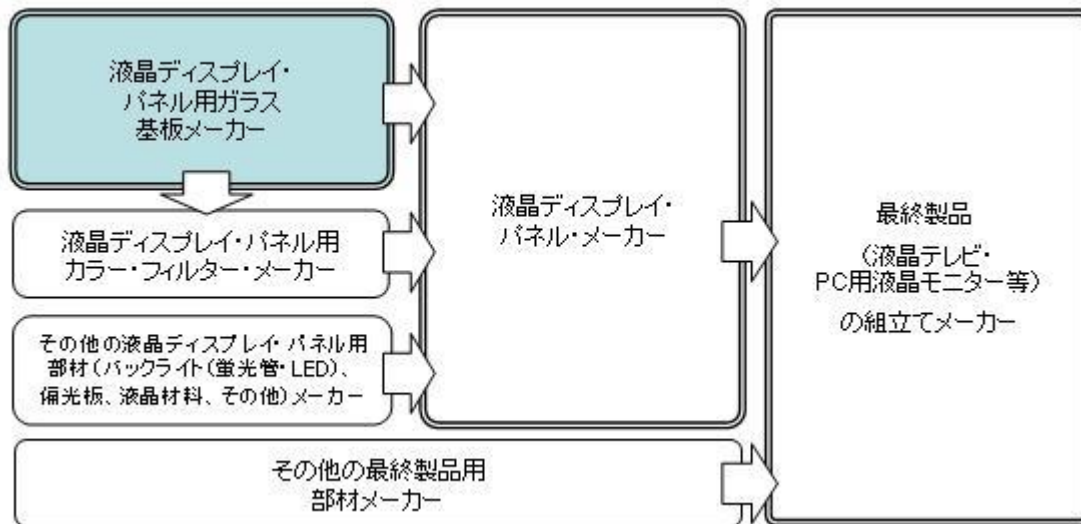 液晶ディスプレイ・
パネル用ガラス
基板メーカー
液晶ディスプレイ・パネル用
カラー・フィルター・メーカー
その他の液晶ディスプレイ・パネル用
部材(バックライト(蛍光管・LED)、
偏光板、液晶材料、その他)メーカー
その他の最終製品用
部材メーカー
液晶ディスプレイ・
パネル・メーカー
最終製品
(液晶テレビ・
PC用液晶モニター等)
の組立てメーカー